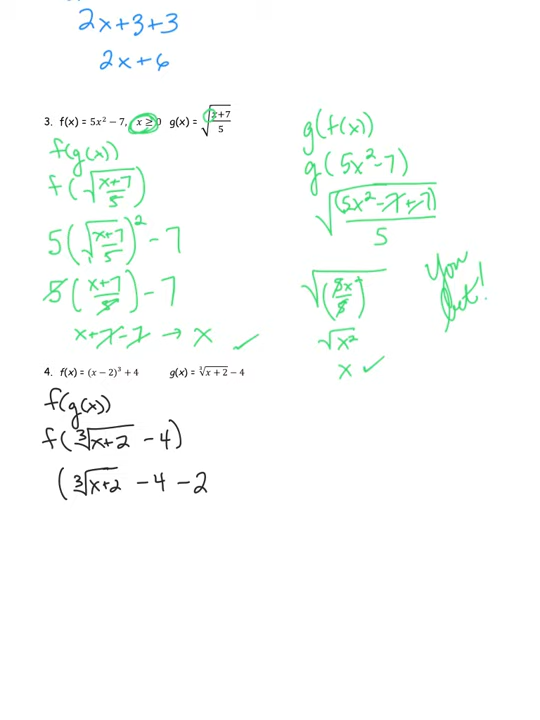 2x+3+3
2x+6
3. f(x) = 5x² − 7, x ≥ 0 g(x) = √((x+7)/5)
f(g(x))
f(√((x+7)/5))
5(√((x+7)/5))² − 7
5((x+7)/5) − 7
x+7−7 → x ✓
g(f(x))
g(5x²−7)
√((5x²−7+7)/5)
√(5x²/5)
√x²
x ✓
You
bet!
4. f(x) = (x − 2)³ + 4 g(x) = ∛(x + 2) − 4
f(g(x))
f(∛(x+2) − 4)
(∛(x+2) − 4 − 2